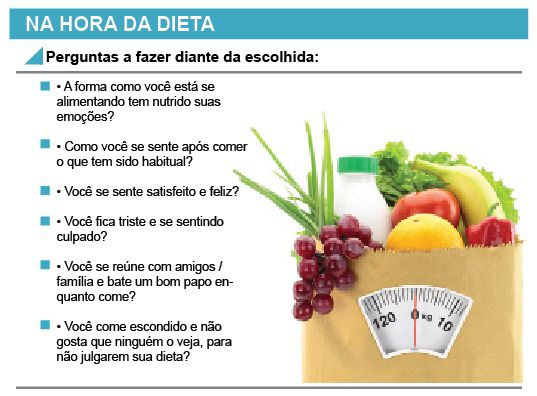 NA HORA DA DIETA
Perguntas a fazer diante da escolhida:
• A forma como você está se
alimentando tem nutrido suas
emoções?
• Como você se sente após comer
o que tem sido habitual?
• Você se sente satisfeito e feliz?
• Você fica triste e se sentindo
culpado?
• Você se reúne com amigos /
família e bate um bom papo en-
quanto come?
• Você come escondido e não
gosta que ninguém o veja, para
não julgarem sua dieta?
120 0 kg 10